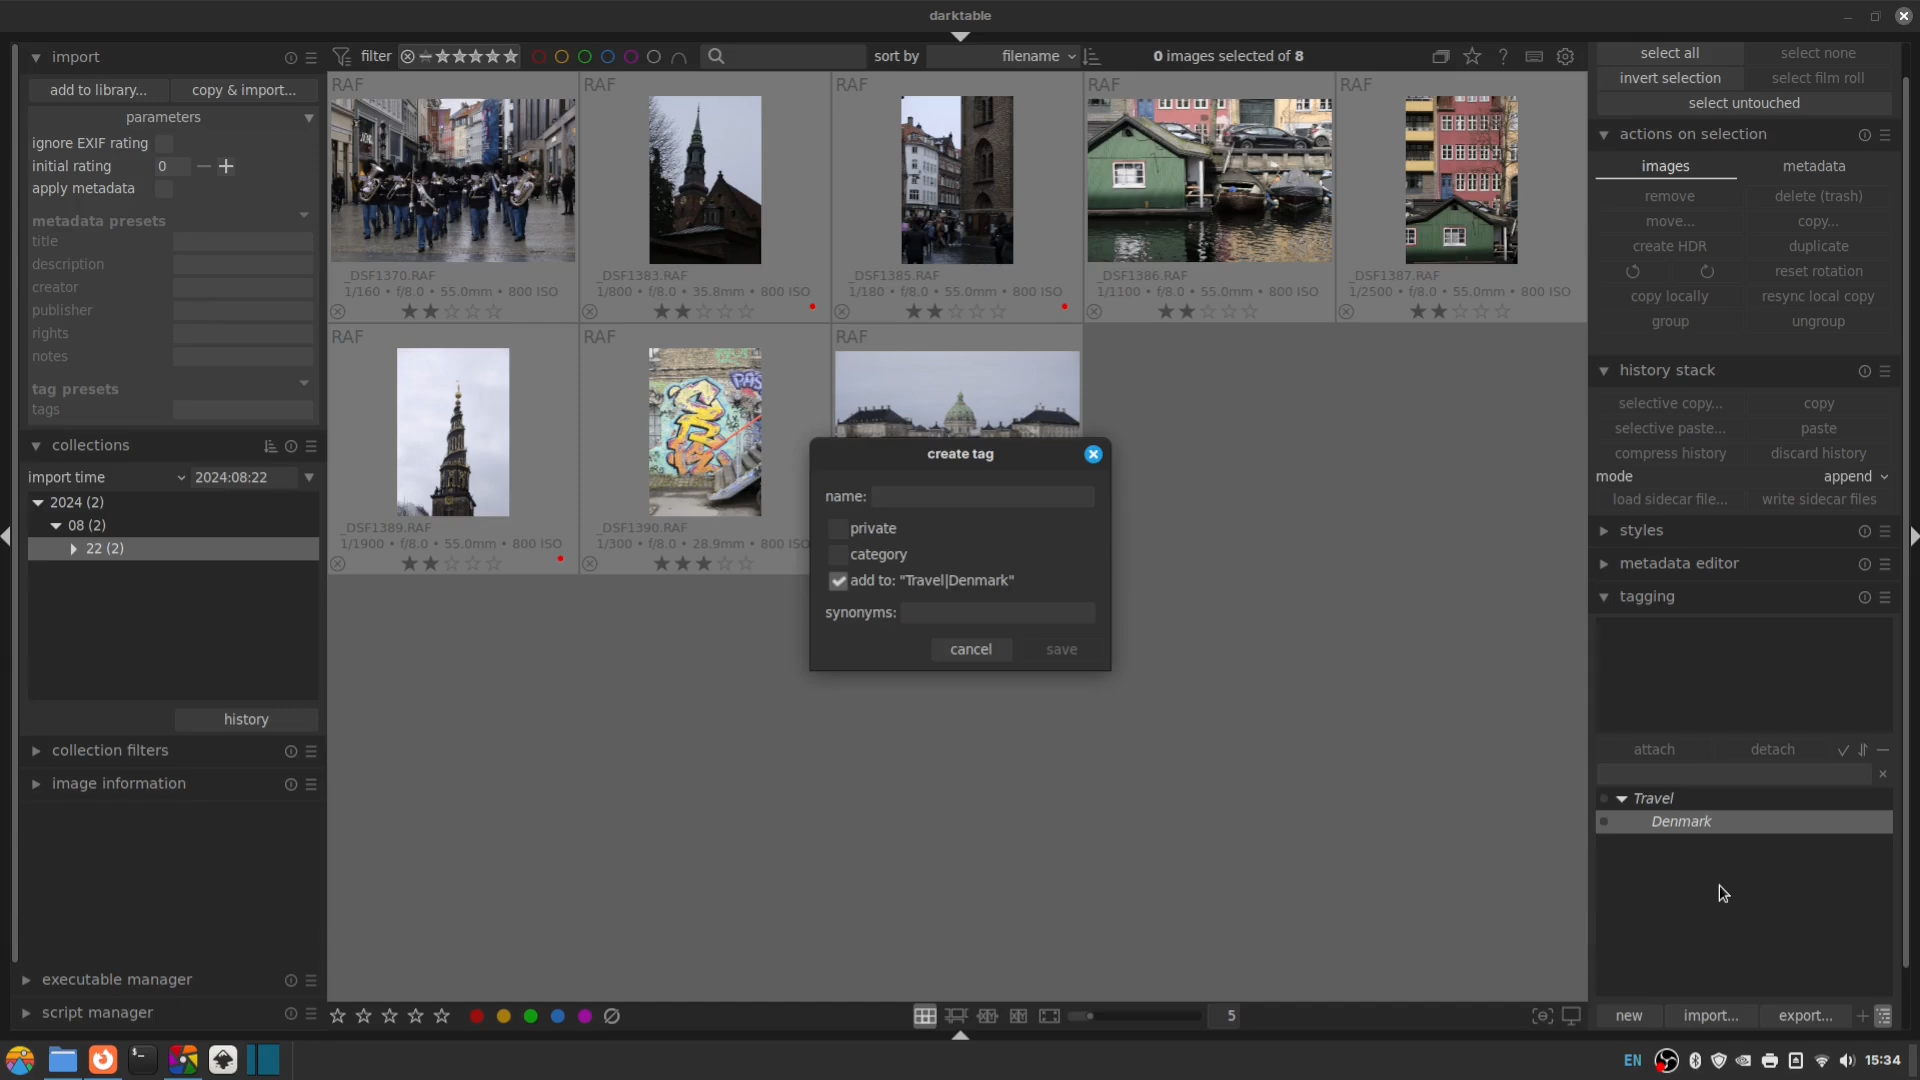 darktable
import
add to library...
copy & import...
parameters
ignore EXIF rating
initial rating 0
apply metadata
metadata presets
title
description
creator
publisher
rights
notes
tag presets
tags
collections
import time 2024:08:22
2024 (2)
08 (2)
22 (2)
history
collection filters
image information
executable manager
script manager
filter
sort by filename
0 images selected of 8
RAF
_DSF1370.RAF
1/160 • f/8.0 • 55.0mm • 800 ISO
RAF
_DSF1383.RAF
1/800 • f/8.0 • 35.8mm • 800 ISO
RAF
_DSF1385.RAF
1/180 • f/8.0 • 55.0mm • 800 ISO
RAF
_DSF1386.RAF
1/1100 • f/8.0 • 55.0mm • 800 ISO
RAF
_DSF1387.RAF
1/2500 • f/8.0 • 55.0mm • 800 ISO
RAF
_DSF1389.RAF
1/1900 • f/8.0 • 55.0mm • 800 ISO
RAF
PAS
_DSF1390.RAF
1/300 • f/8.0 • 28.9mm • 800 ISO
RAF
create tag
name:
private
category
add to: "Travel|Denmark"
synonyms:
cancel
save
5
select all
select none
invert selection
select film roll
select untouched
actions on selection
images
metadata
remove
delete (trash)
move...
copy...
create HDR
duplicate
reset rotation
copy locally
resync local copy
group
ungroup
history stack
selective copy...
copy
selective paste...
paste
compress history
discard history
mode append
load sidecar file...
write sidecar files
styles
metadata editor
tagging
attach
detach
Travel
Denmark
new
import...
export...
EN
15:34